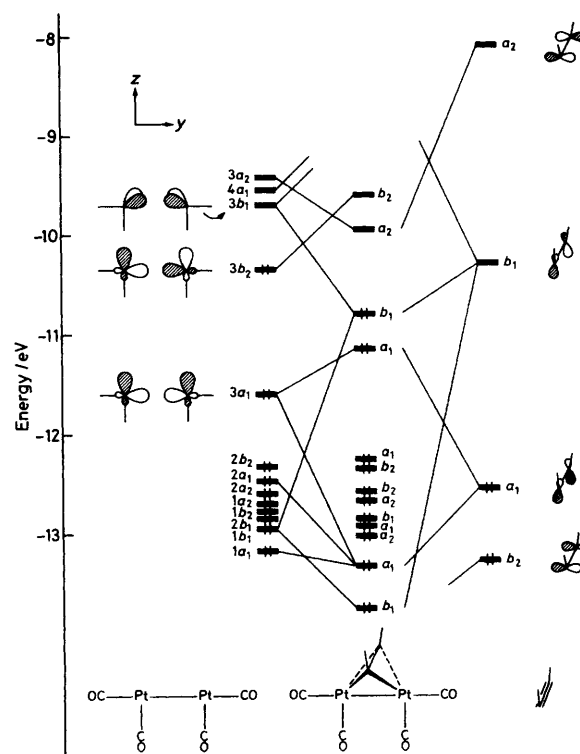 Energy/eV
−8
−9
−10
−11
−12
−13
z
y
3a₂
4a₁
3b₁
3b₂
3a₁
2b₂
2a₁
2a₂
1a₂
1b₂
2b₁
1b₁
1a₁
b₂
a₂
b₁
a₁
a₁
b₂
b₂
a₂
b₁
a₁
a₂
a₁
b₁
a₂
b₁
a₁
b₂
OC—Pt—Pt—CO
C C
O O
OC—Pt—Pt—CO
C C
O O